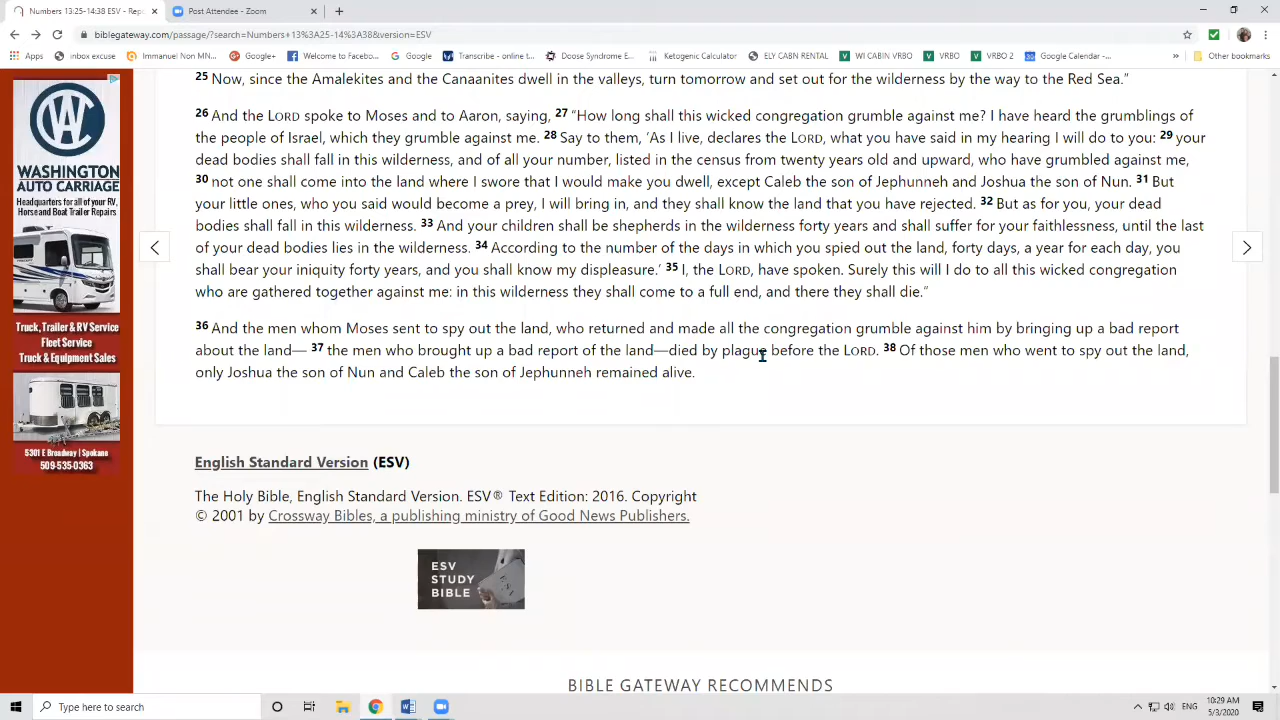 Numbers 13:25-14:38 ESV - Rep
Post Attendee - Zoom
biblegateway.com/passage/?search=Numbers+13%3A25-14%3A38&version=ESV
Apps
inbox excuse
Immanuel Non MN...
Google+
Welcome to Facebo...
Google
Transcribe - online t...
Doose Syndrome E...
Ketogenic Calculator
ELY CABN RENTAL
WI CABIN VRBO
VRBO
VRBO 2
Google Calendar -...
»
Other bookmarks
25 Now, since the Amalekites and the Canaanites dwell in the valleys, turn tomorrow and set out for the wilderness by the way to the Red Sea.”
26 And the LORD spoke to Moses and to Aaron, saying, 27 “How long shall this wicked congregation grumble against me? I have heard the grumblings of
the people of Israel, which they grumble against me. 28 Say to them, ‘As I live, declares the LORD, what you have said in my hearing I will do to you: 29 your
dead bodies shall fall in this wilderness, and of all your number, listed in the census from twenty years old and upward, who have grumbled against me,
30 not one shall come into the land where I swore that I would make you dwell, except Caleb the son of Jephunneh and Joshua the son of Nun. 31 But
your little ones, who you said would become a prey, I will bring in, and they shall know the land that you have rejected. 32 But as for you, your dead
bodies shall fall in this wilderness. 33 And your children shall be shepherds in the wilderness forty years and shall suffer for your faithlessness, until the last
of your dead bodies lies in the wilderness. 34 According to the number of the days in which you spied out the land, forty days, a year for each day, you
shall bear your iniquity forty years, and you shall know my displeasure.’ 35 I, the LORD, have spoken. Surely this will I do to all this wicked congregation
who are gathered together against me: in this wilderness they shall come to a full end, and there they shall die.”
36 And the men whom Moses sent to spy out the land, who returned and made all the congregation grumble against him by bringing up a bad report
about the land— 37 the men who brought up a bad report of the land—died by plague before the LORD. 38 Of those men who went to spy out the land,
only Joshua the son of Nun and Caleb the son of Jephunneh remained alive.
English Standard Version (ESV)
The Holy Bible, English Standard Version. ESV® Text Edition: 2016. Copyright
© 2001 by Crossway Bibles, a publishing ministry of Good News Publishers.
ESV
STUDY
BIBLE
BIBLE GATEWAY RECOMMENDS
WASHINGTON
AUTO CARRIAGE
Headquarters for all of your RV,
Horse and Boat Trailer Repairs
Truck, Trailer & RV Service
Fleet Service
Truck & Equipment Sales
5301 E Broadway | Spokane
509-535-0363
Type here to search
ENG
10:29 AM
5/3/2020